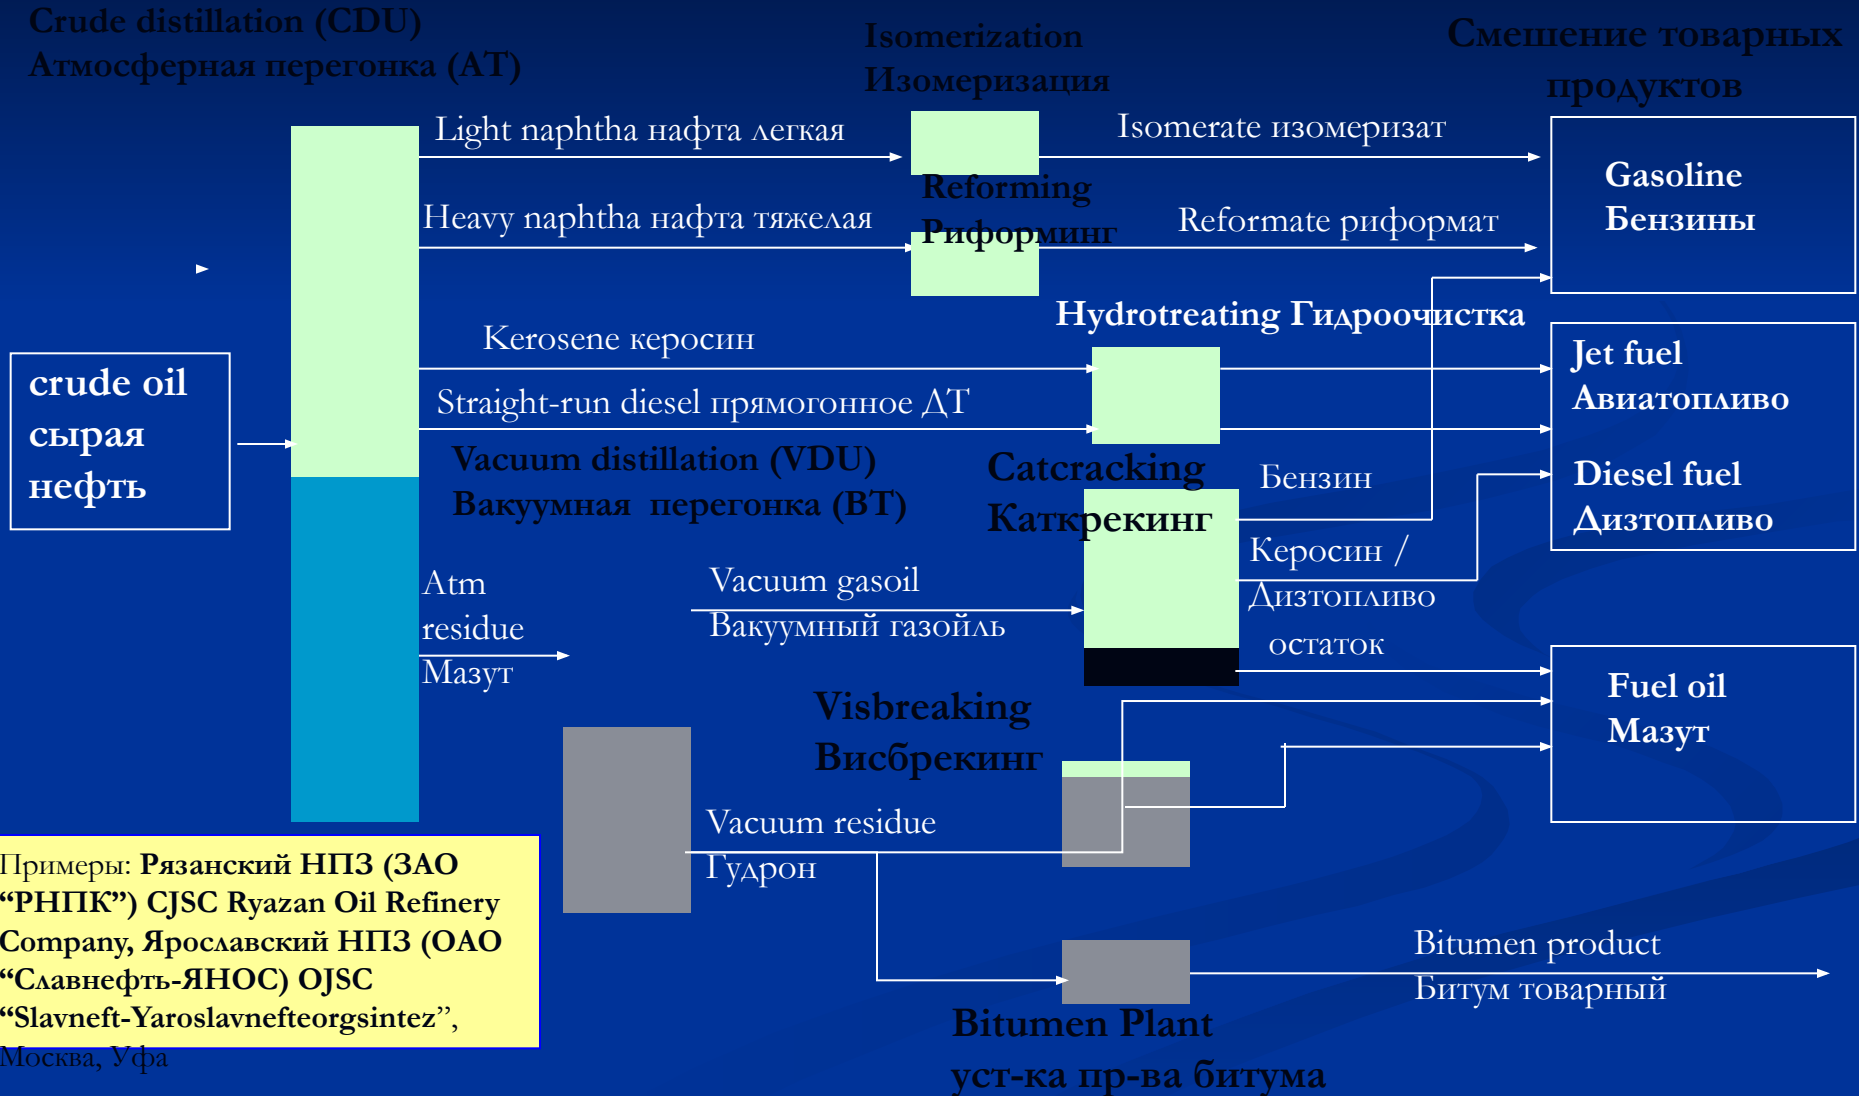 Crude distillation (CDU)
Атмосферная перегонка (АТ)
Isomerization
Изомеризация
Смешение товарных
продуктов
Light naphtha нафта легкая
Isomerate изомеризат
Gasoline
Бензины
Reforming
Риформинг
Heavy naphtha нафта тяжелая
Reformate риформат
Hydrotreating Гидроочистка
Kerosene керосин
Jet fuel
Авиатопливо
crude oil
сырая
нефть
Straight-run diesel прямогонное ДТ
Vacuum distillation (VDU)
Вакуумная перегонка (ВТ)
Catcracking
Каткрекинг
Бензин
Diesel fuel
Дизтопливо
Керосин /
Дизтопливо
остаток
Atm
residue
Мазут
Vacuum gasoil
Вакуумный газойль
Fuel oil
Мазут
Visbreaking
Висбрекинг
Vacuum residue
Гудрон
Примеры: Рязанский НПЗ (ЗАО
“РНПК”) CJSC Ryazan Oil Refinery
Company, Ярославский НПЗ (ОАО
“Славнефть-ЯНОС) OJSC
“Slavneft-Yaroslavnefteorgsintez”,
Москва, Уфа
Bitumen product
Битум товарный
Bitumen Plant
уст-ка пр-ва битума